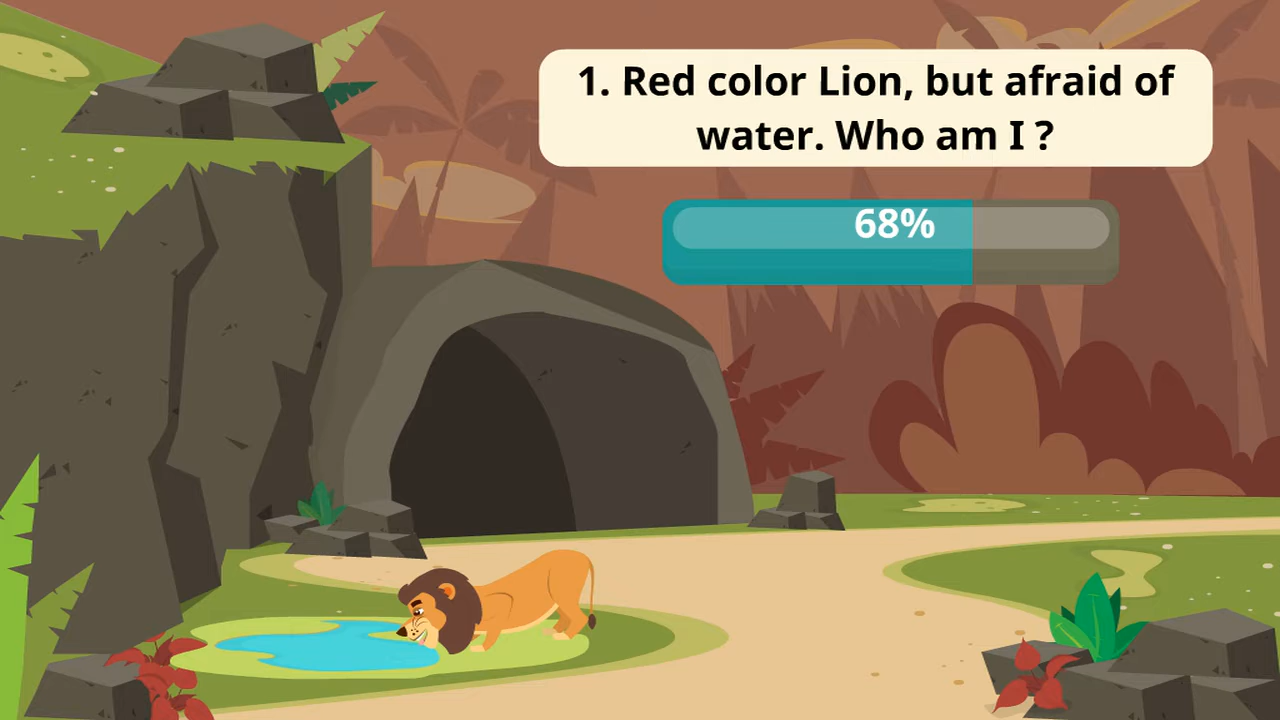 1. Red color Lion, but afraid of
water. Who am I ?
68%